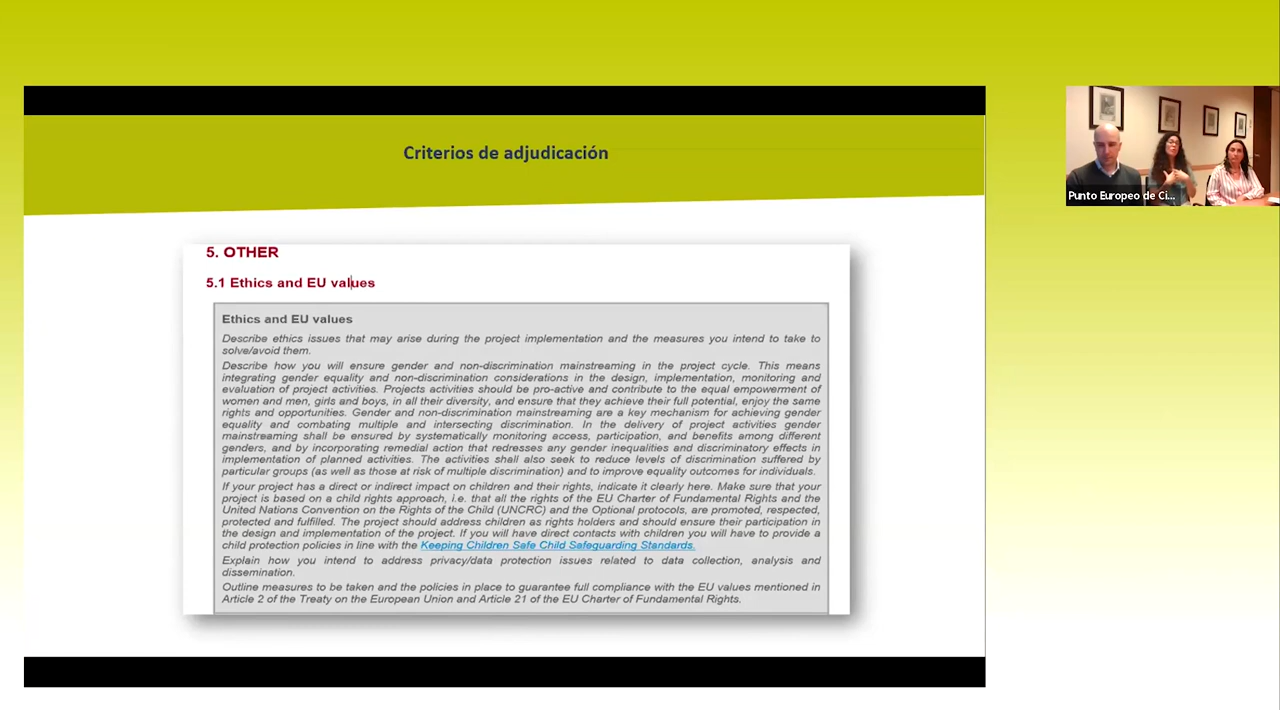 Criterios de adjudicación
5. OTHER
5.1 Ethics and EU values
Ethics and EU values
Describe ethics issues that may arise during the project implementation and the measures you intend to take to
solve/avoid them.
Describe how you will ensure gender and non-discrimination mainstreaming in the project cycle. This means
integrating gender equality and non-discrimination considerations in the design, implementation, monitoring and
evaluation of project activities. Projects activities should be pro-active and contribute to the equal empowerment of
women and men, girls and boys, in all their diversity, and ensure that they achieve their full potential, enjoy the same
rights and opportunities. Gender and non-discrimination mainstreaming are a key mechanism for achieving gender
equality and combating multiple and intersecting discrimination. In the delivery of project activities gender
mainstreaming shall be ensured by systematically monitoring access, participation, and benefits among different
genders, and by incorporating remedial action that redresses any gender inequalities and discriminatory effects in
implementation of planned activities. The activities shall also seek to reduce levels of discrimination suffered by
particular groups (as well as those at risk of multiple discrimination) and to improve equality outcomes for individuals.
If your project has a direct or indirect impact on children and their rights, indicate it clearly here. Make sure that your
project is based on a child rights approach, i.e. that all the rights of the EU Charter of Fundamental Rights and the
United Nations Convention on the Rights of the Child (UNCRC) and the Optional protocols, are promoted, respected,
protected and fulfilled. The project should address children as rights holders and should ensure their participation in
the design and implementation of the project. If you will have direct contacts with children you will have to provide a
child protection policies in line with the Keeping Children Safe Child Safeguarding Standards.
Explain how you intend to address privacy/data protection issues related to data collection, analysis and
dissemination.
Outline measures to be taken and the policies in place to guarantee full compliance with the EU values mentioned in
Article 2 of the Treaty on the European Union and Article 21 of the EU Charter of Fundamental Rights.
Punto Europeo de Ci...